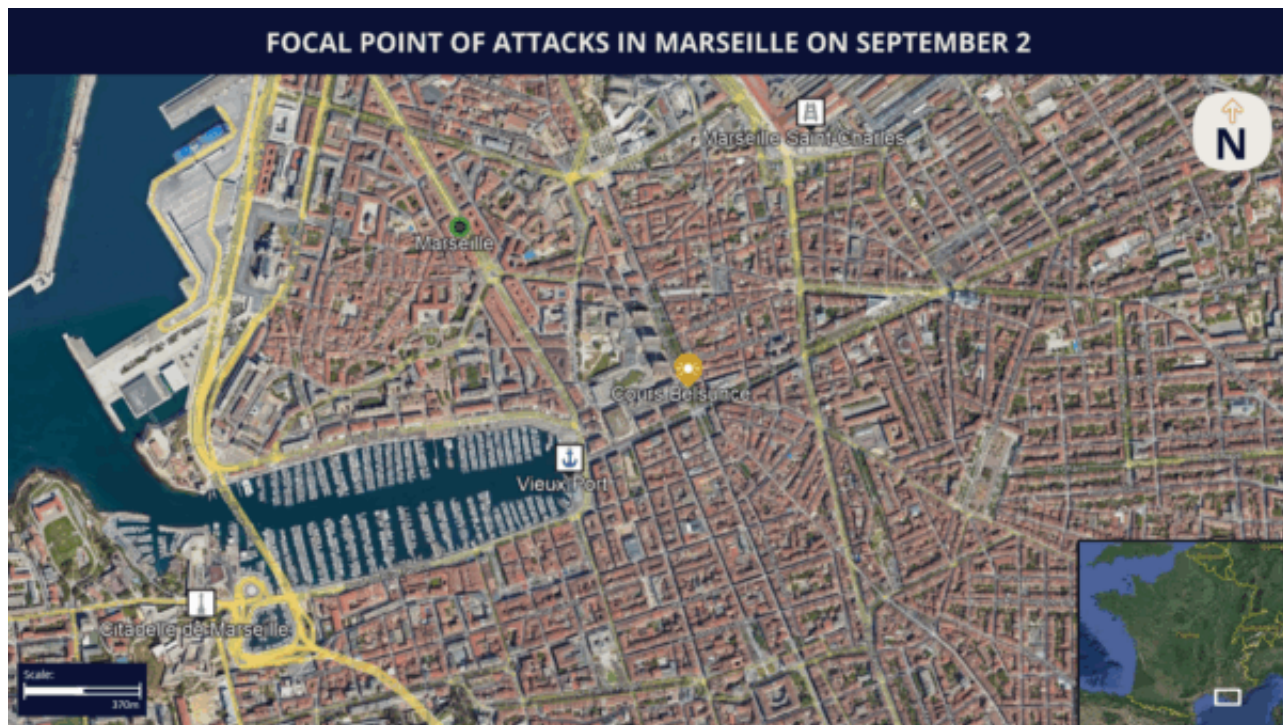 FOCAL POINT OF ATTACKS IN MARSEILLE ON SEPTEMBER 2
Marseille Saint-Charles
N
Marseille
Cours Belsunce
Vieux Port
Citadelle de Marseille
Scale:
370m